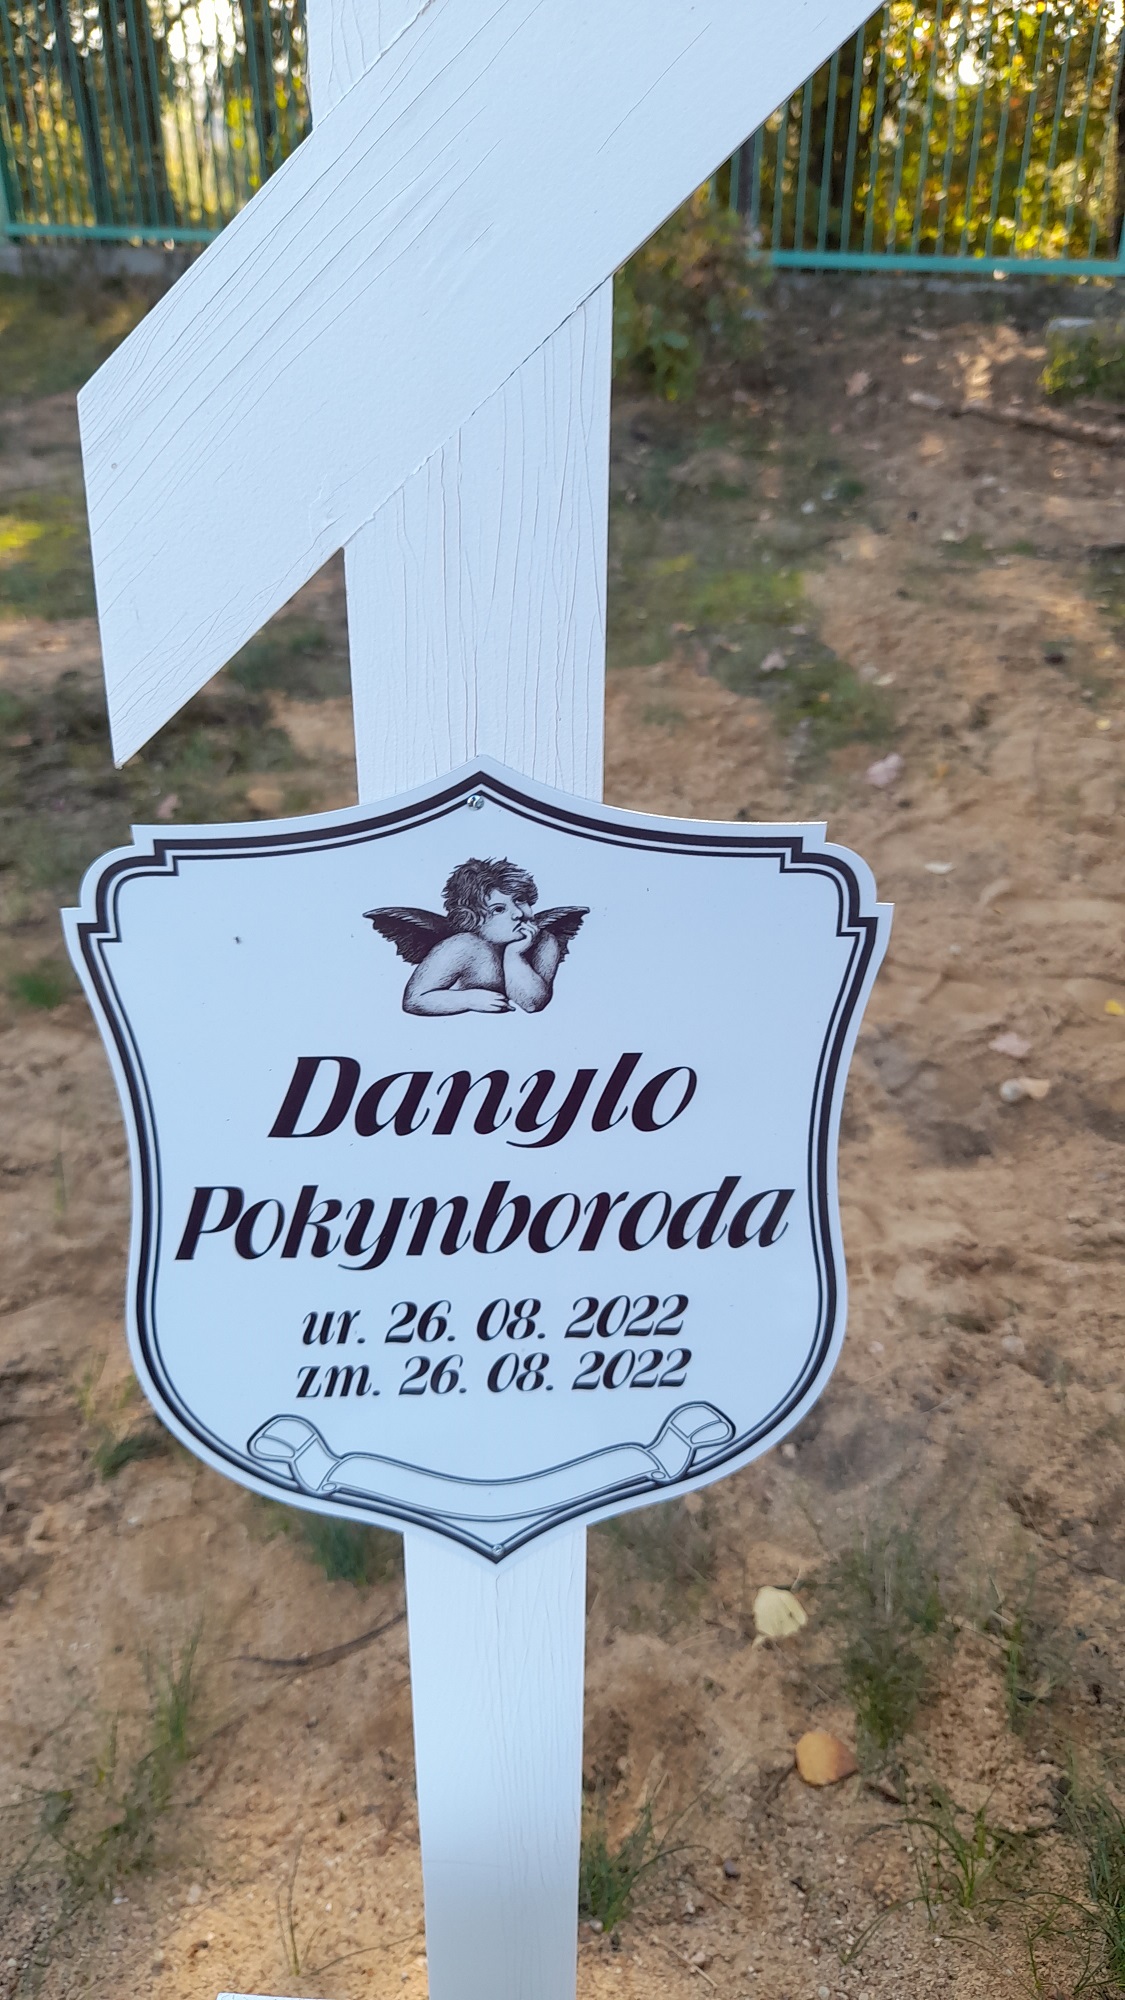 Danylo
Pokynboroda
ur. 26. 08. 2022
zm. 26. 08. 2022